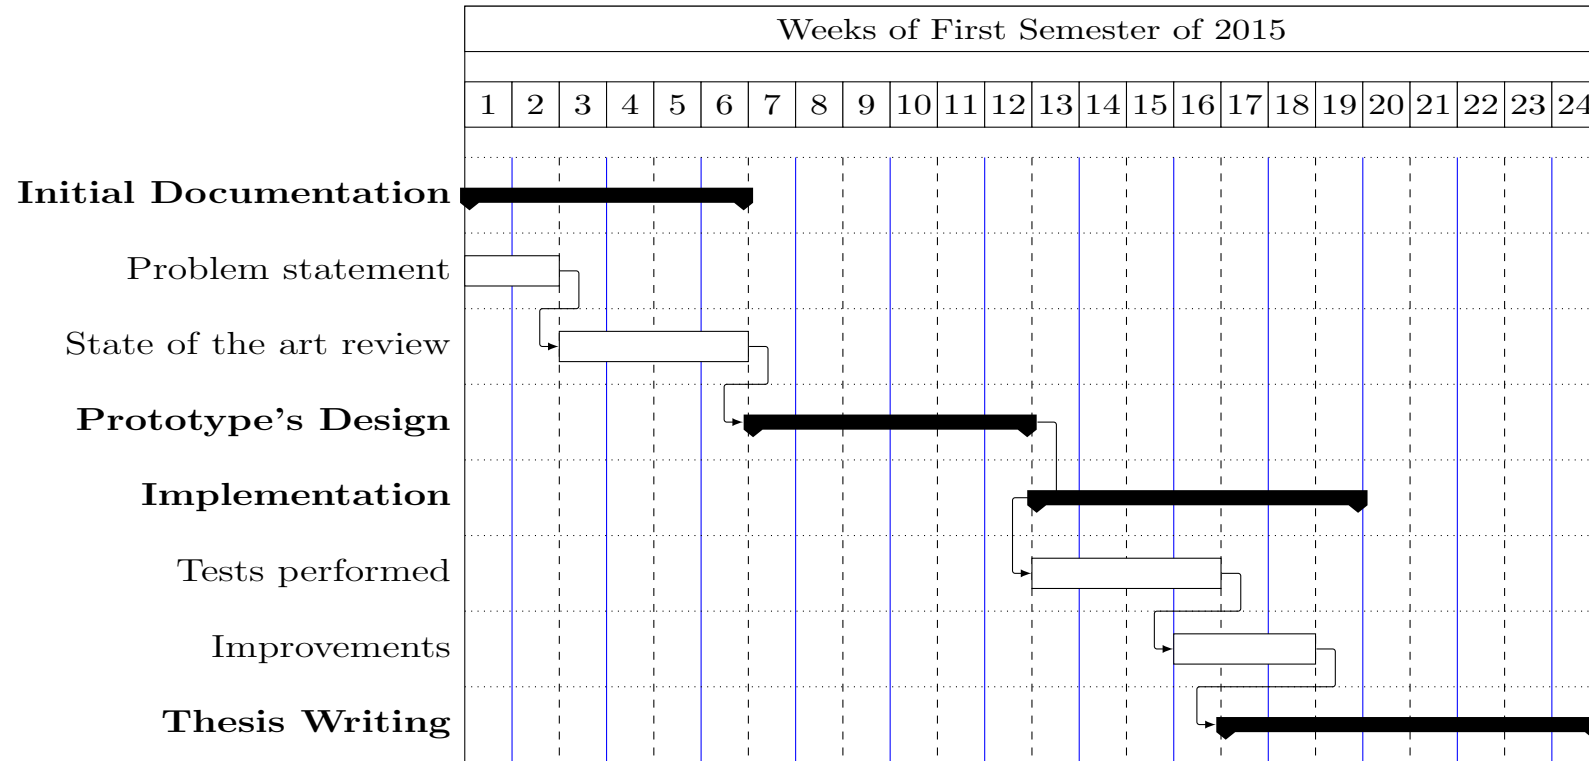 Weeks of First Semester of 2015
1 2 3 4 5 6 7 8 9 10 11 12 13 14 15 16 17 18 19 20 21 22 23 24
Initial Documentation
Problem statement
State of the art review
Prototype's Design
Implementation
Tests performed
Improvements
Thesis Writing